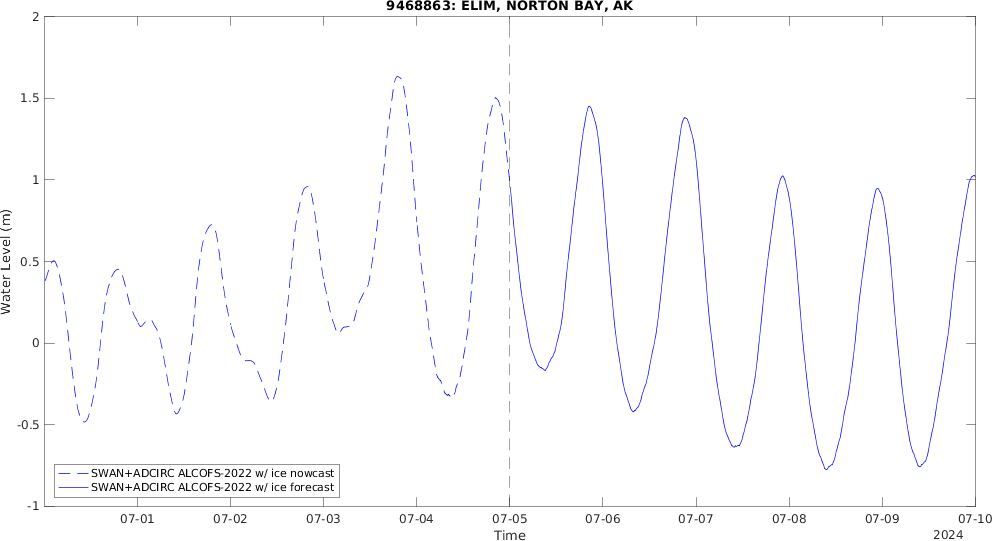 9468863: ELIM, NORTON BAY, AK
2
1.5
1
0.5
0
-0.5
-1
Water Level (m)
SWAN+ADCIRC ALCOFS-2022 w/ ice nowcast
SWAN+ADCIRC ALCOFS-2022 w/ ice forecast
07-01 07-02 07-03 07-04 07-05 07-06 07-07 07-08 07-09 07-10
Time
2024